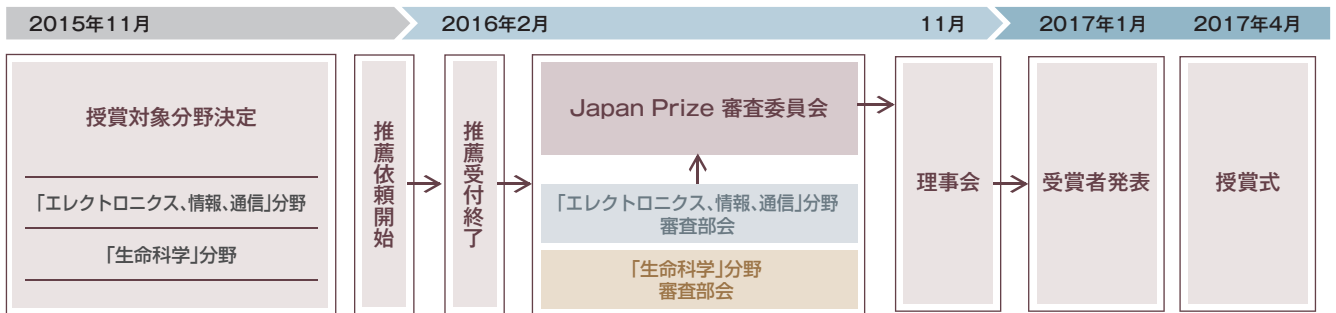 2015年11月
2016年2月
11月
2017年1月
2017年4月
授賞対象分野決定
「エレクトロニクス、情報、通信」分野
「生命科学」分野
推薦依頼開始
推薦受付終了
Japan Prize 審査委員会
「エレクトロニクス、情報、通信」分野
審査部会
「生命科学」分野
審査部会
理事会
受賞者発表
授賞式